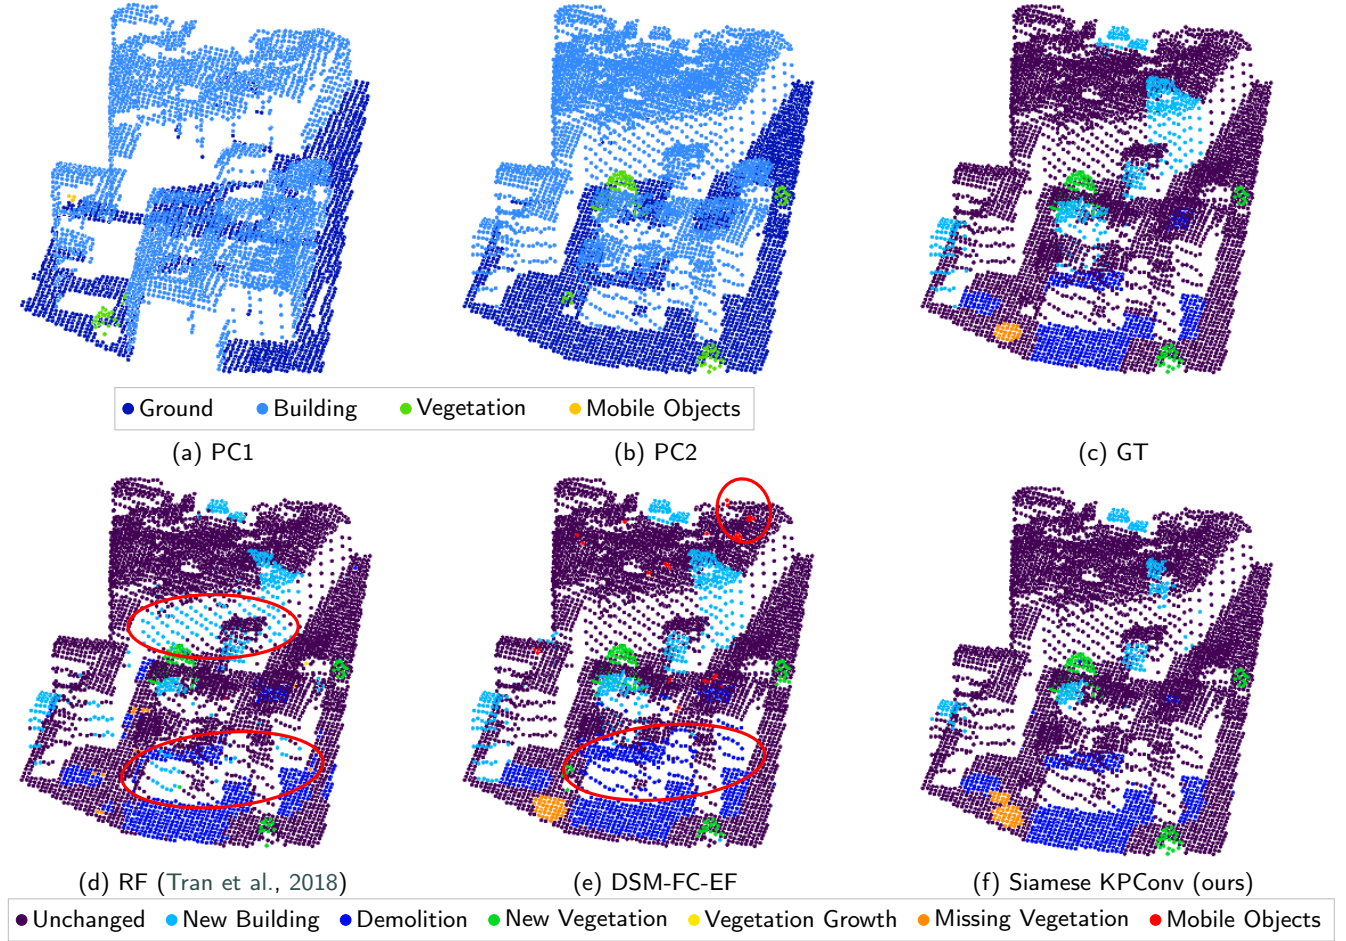 Ground Building Vegetation Mobile Objects
(a) PC1
(b) PC2
(c) GT
(d) RF (Tran et al., 2018)
(e) DSM-FC-EF
(f) Siamese KPConv (ours)
Unchanged New Building Demolition New Vegetation Vegetation Growth Missing Vegetation Mobile Objects